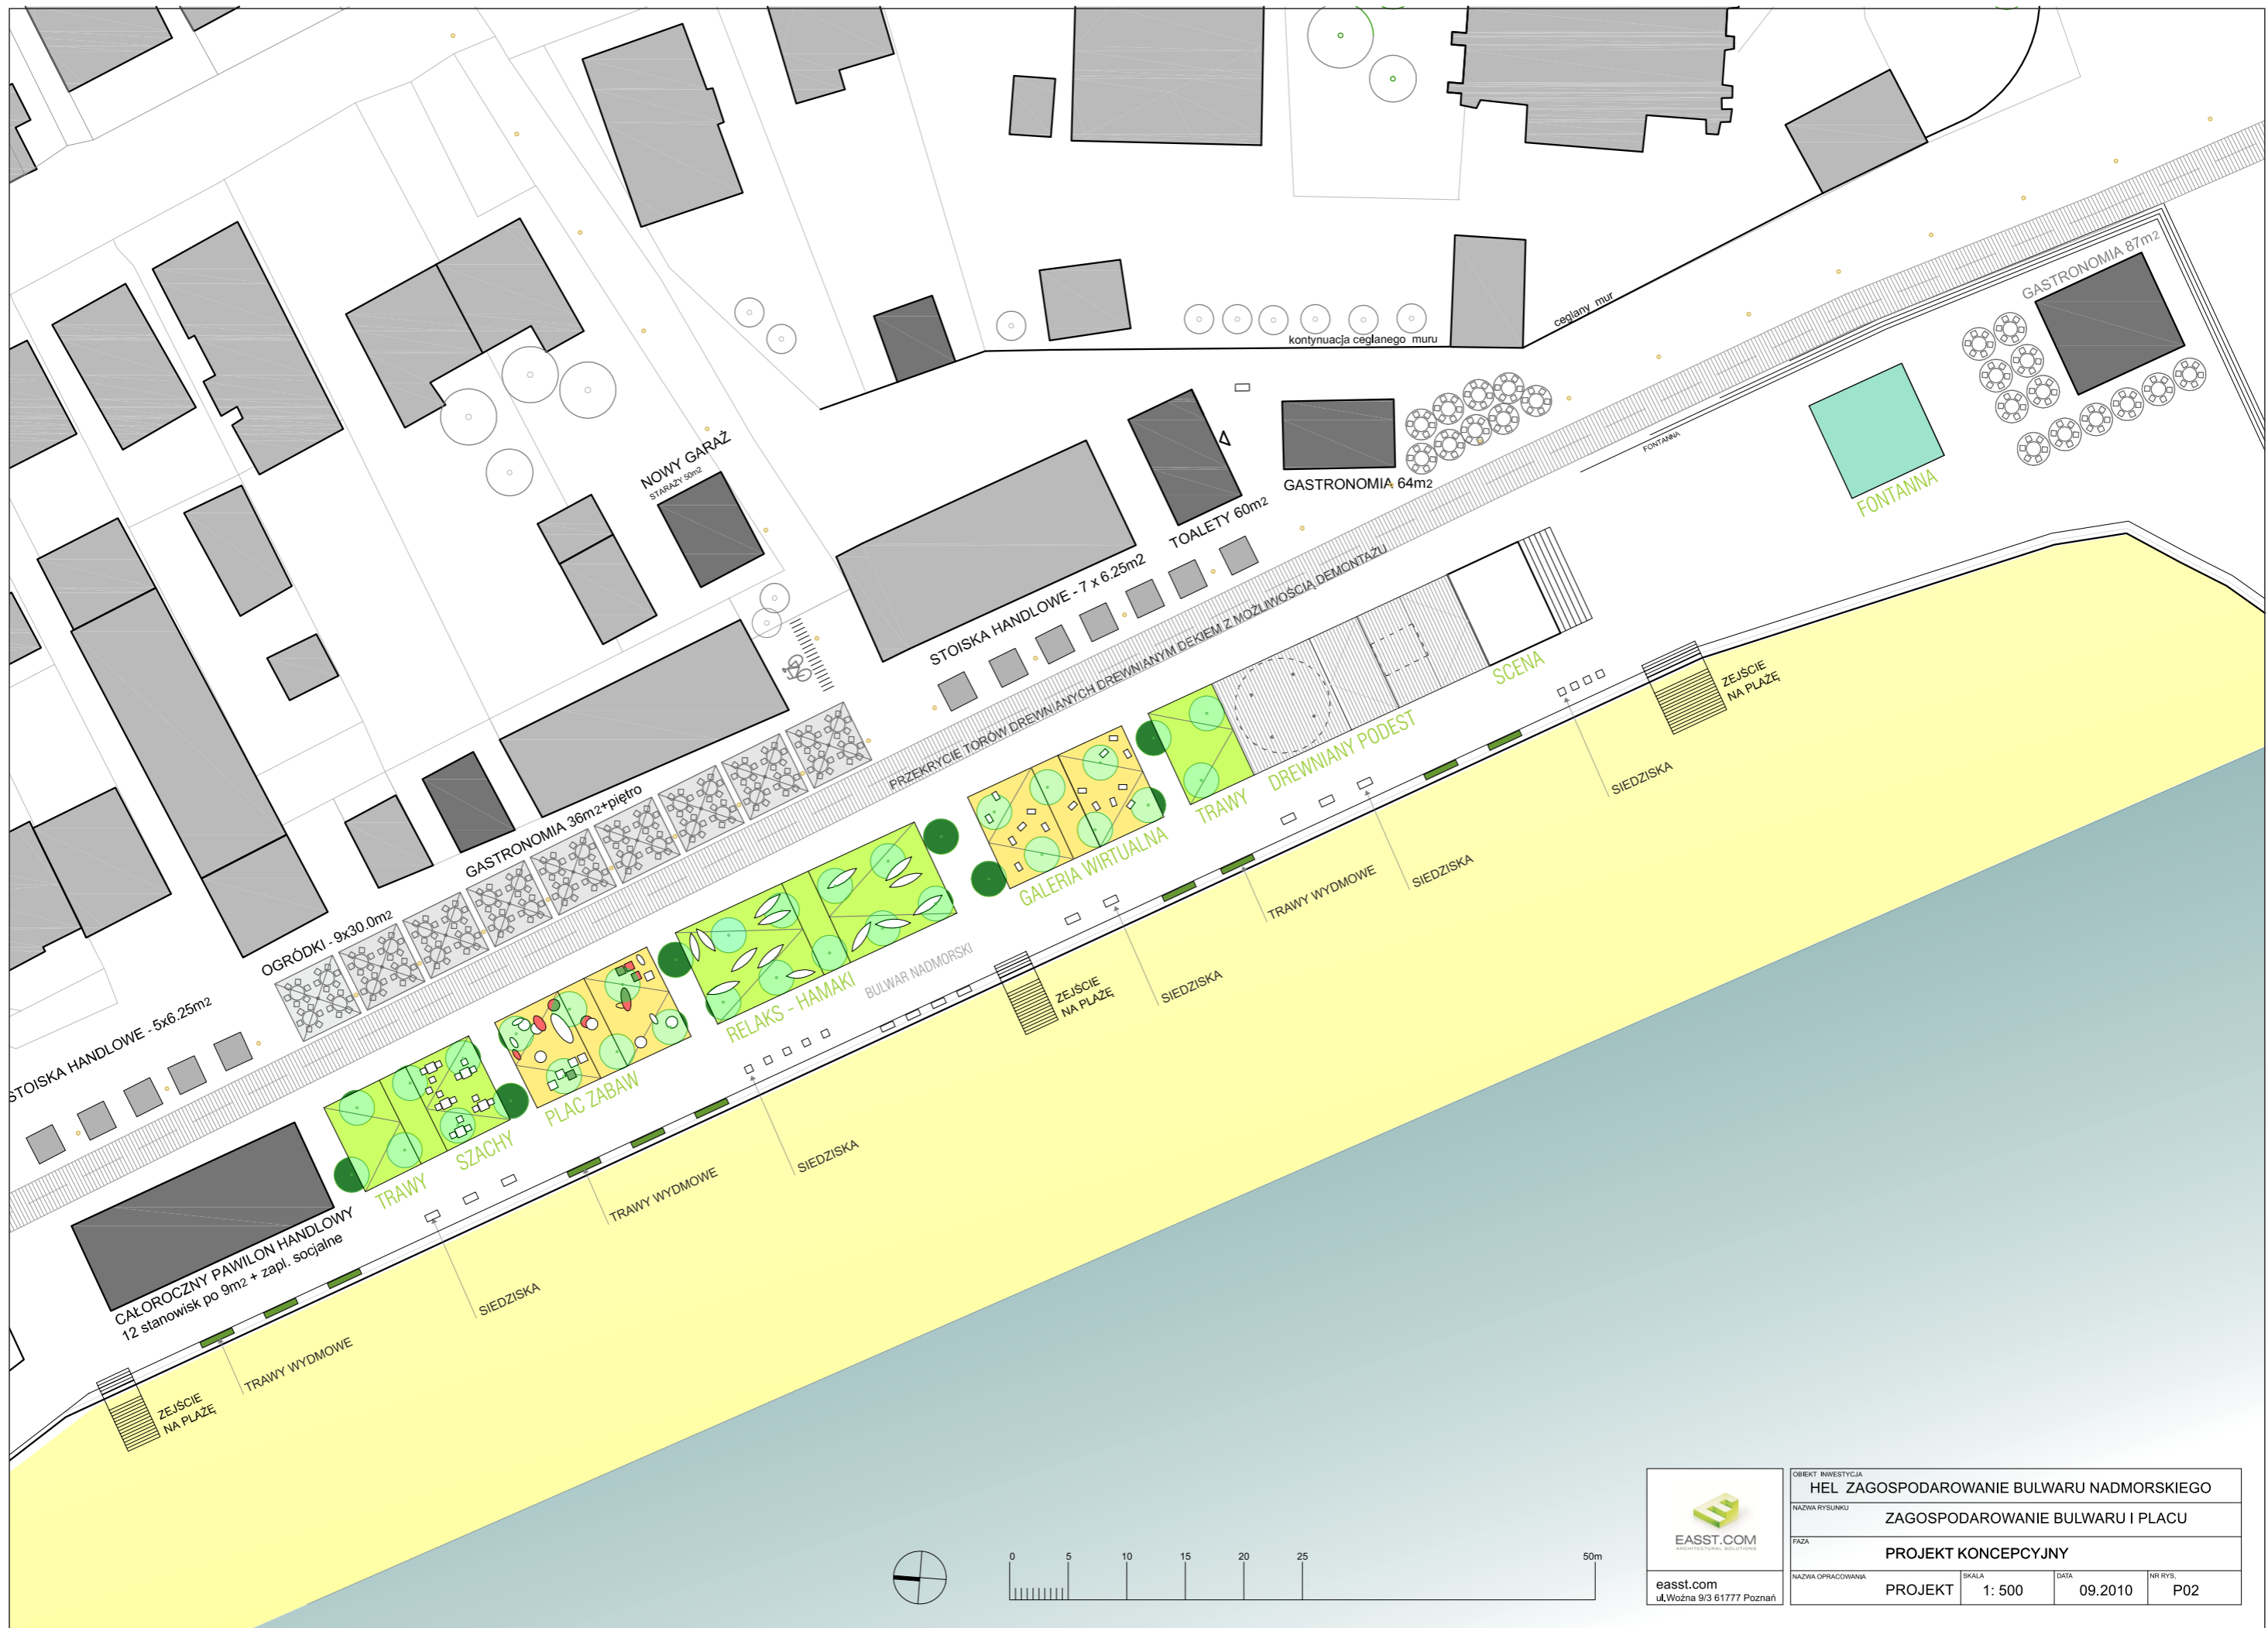 GASTRONOMIA 87m2
ceglany mur
kontynuacja ceglanego muru
FONTANNA
FONTANNA
NOWY GARAŻ
STARAŻY 50m2
GASTRONOMIA 64m2
TOALETY 60m2
STOISKA HANDLOWE - 7 x 6.25m2
PRZEKRYCIE TORÓW DREWNIANYCH DREWNIANYM DEKIEM Z MOŻLIWOŚCIĄ DEMONTAŻU
SCENA
DREWNIANY PODEST
TRAWY
ZEJŚCIE
NA PLAŻĘ
SIEDZISKA
GASTRONOMIA 36m2+piętro
OGRÓDKI - 9x30.0m2
GALERIA WIRTUALNA
SIEDZISKA
TRAWY WYDMOWE
RELAKS - HAMAKI
BULWAR NADMORSKI
ZEJŚCIE
NA PLAŻĘ
SIEDZISKA
STOISKA HANDLOWE - 5x6.25m2
PLAC ZABAW
SZACHY
TRAWY
SIEDZISKA
TRAWY WYDMOWE
CAŁOROCZNY PAWILON HANDLOWY
12 stanowisk po 9m2 + zapl. socjalne
SIEDZISKA
TRAWY WYDMOWE
ZEJŚCIE
NA PLAŻĘ
0 5 10 15 20 25 50m
EASST.COM
ARCHITECTURAL SOLUTIONS
easst.com
ul.Woźna 9/3 61777 Poznań
OBIEKT INWESTYCJA
HEL ZAGOSPODAROWANIE BULWARU NADMORSKIEGO
NAZWA RYSUNKU
ZAGOSPODAROWANIE BULWARU I PLACU
FAZA
PROJEKT KONCEPCYJNY
NAZWA OPRACOWANIA
PROJEKT
SKALA
1: 500
DATA
09.2010
NR RYS.
P02